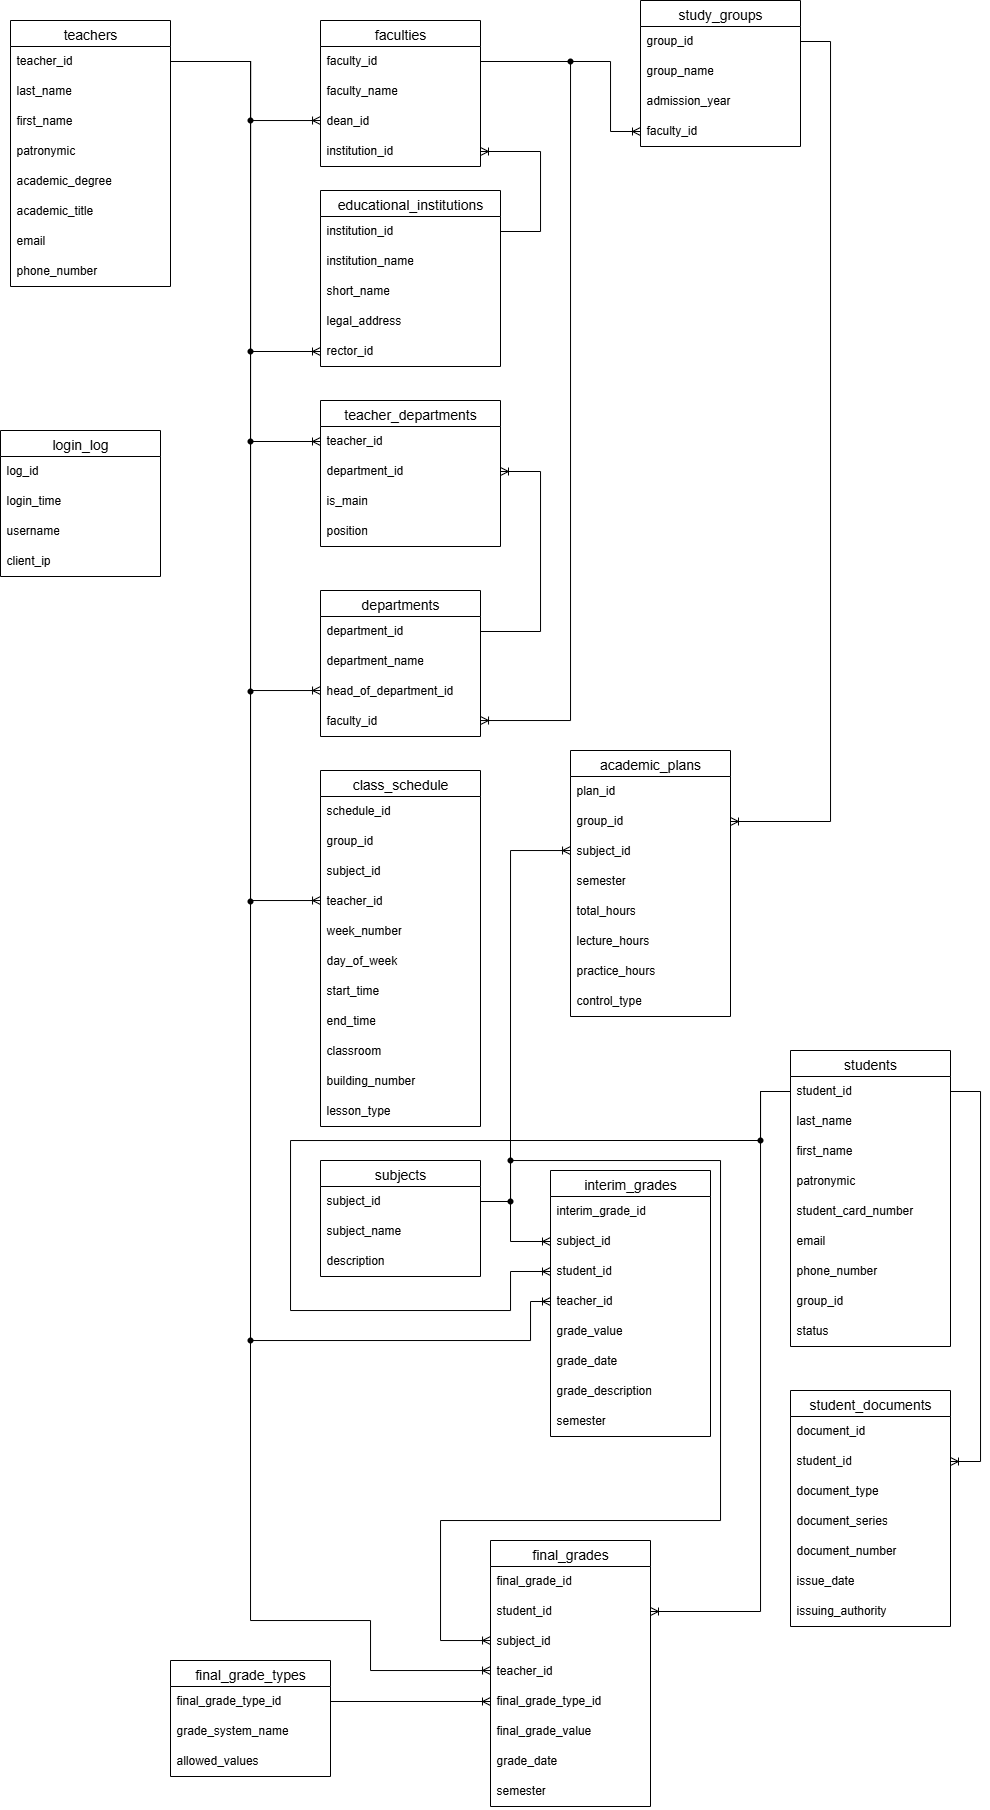 teachers
teacher_id
last_name
first_name
patronymic
academic_degree
academic_title
email
phone_number
faculties
faculty_id
faculty_name
dean_id
institution_id
study_groups
group_id
group_name
admission_year
faculty_id
educational_institutions
institution_id
institution_name
short_name
legal_address
rector_id
login_log
log_id
login_time
username
client_ip
teacher_departments
teacher_id
department_id
is_main
position
departments
department_id
department_name
head_of_department_id
faculty_id
class_schedule
schedule_id
group_id
subject_id
teacher_id
week_number
day_of_week
start_time
end_time
classroom
building_number
lesson_type
academic_plans
plan_id
group_id
subject_id
semester
total_hours
lecture_hours
practice_hours
control_type
students
student_id
last_name
first_name
patronymic
student_card_number
email
phone_number
group_id
status
subjects
subject_id
subject_name
description
interim_grades
interim_grade_id
subject_id
student_id
teacher_id
grade_value
grade_date
grade_description
semester
student_documents
document_id
student_id
document_type
document_series
document_number
issue_date
issuing_authority
final_grades
final_grade_id
student_id
subject_id
teacher_id
final_grade_type_id
final_grade_value
grade_date
semester
final_grade_types
final_grade_type_id
grade_system_name
allowed_values